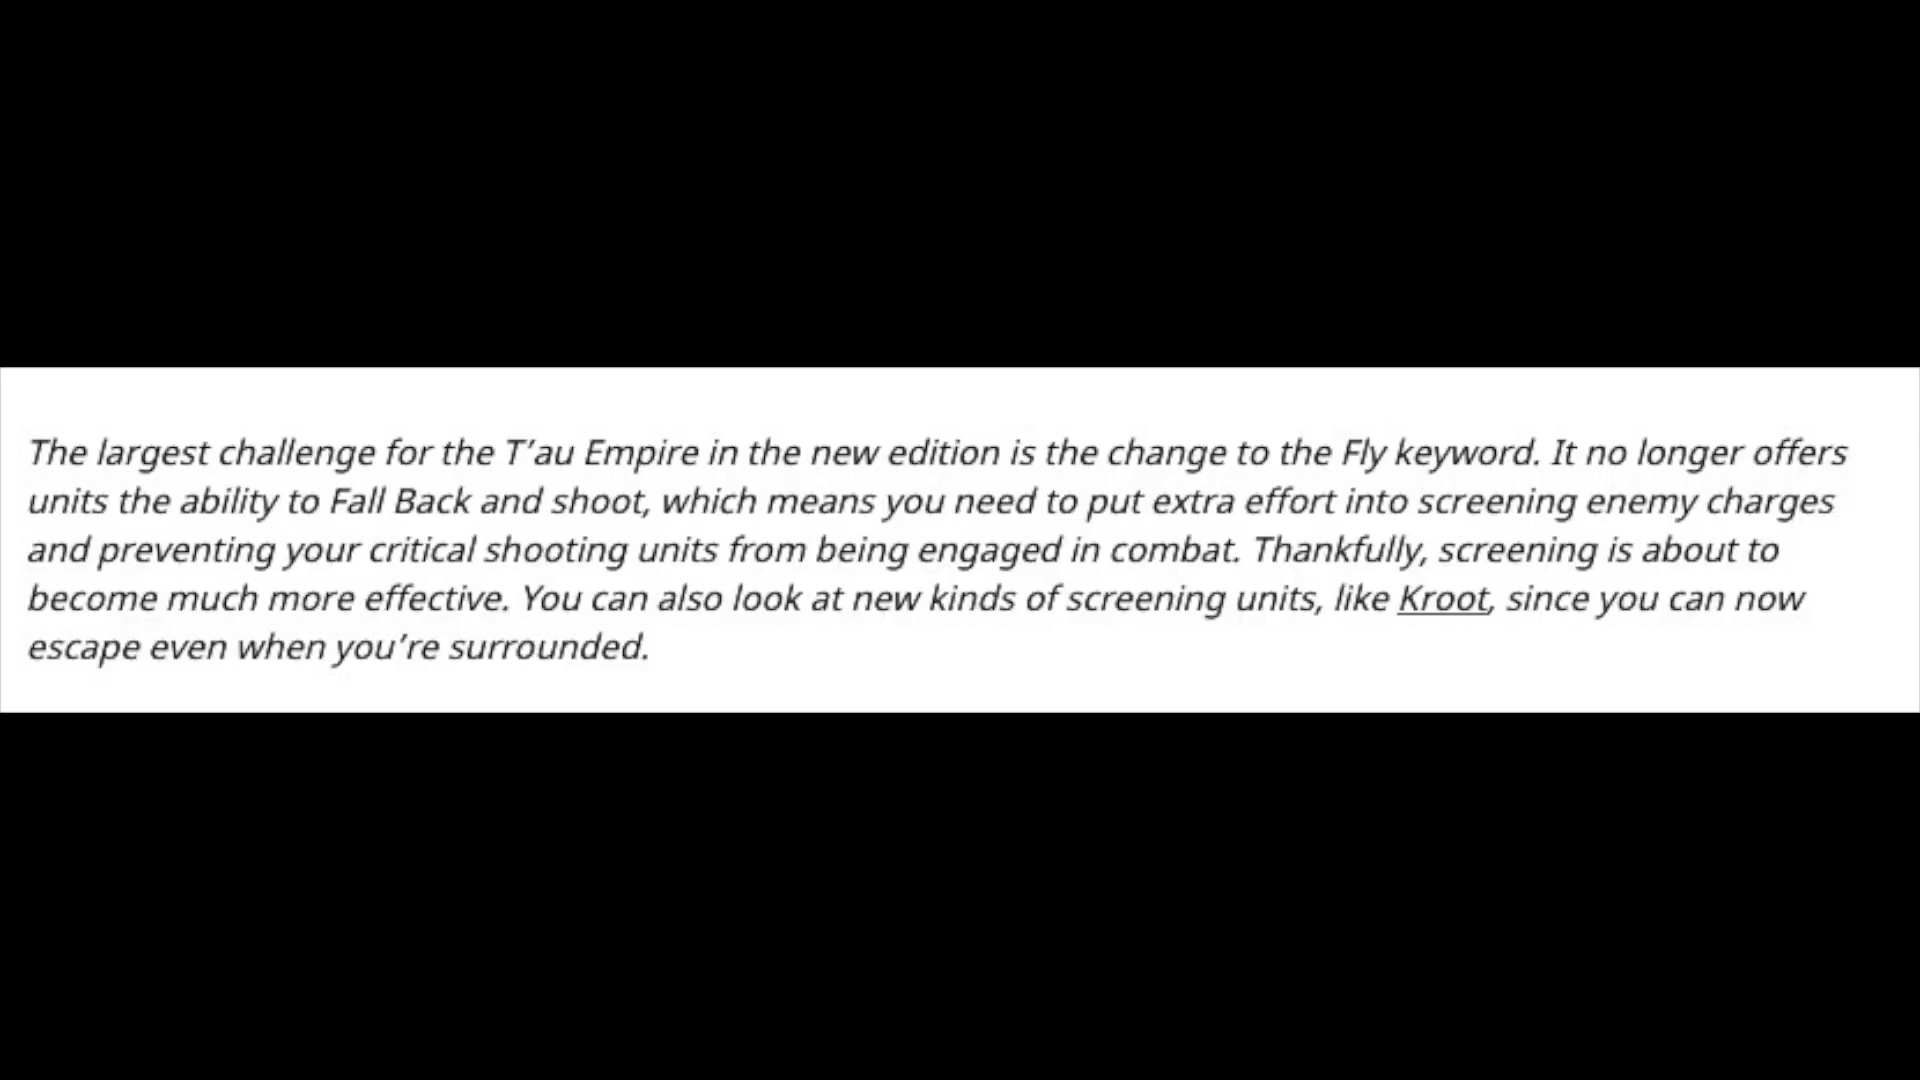 The largest challenge for the T’au Empire in the new edition is the change to the Fly keyword. It no longer offers
units the ability to Fall Back and shoot, which means you need to put extra effort into screening enemy charges
and preventing your critical shooting units from being engaged in combat. Thankfully, screening is about to
become much more effective. You can also look at new kinds of screening units, like Kroot, since you can now
escape even when you’re surrounded.